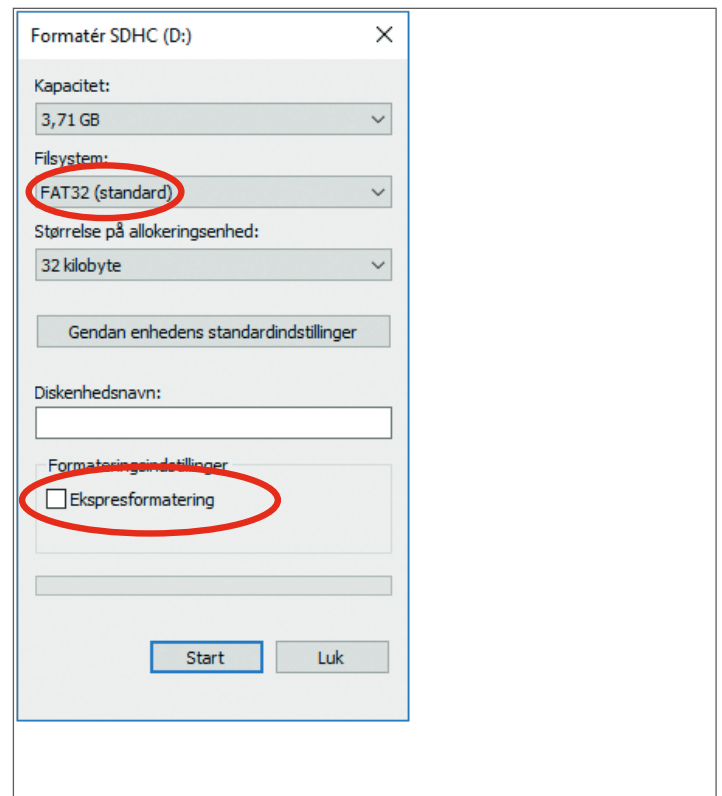 Formatér SDHC (D:)
Kapacitet:
3,71 GB
Filsystem:
FAT32 (standard)
Størrelse på allokeringsenhed:
32 kilobyte
Gendan enhedens standardindstillinger
Diskenhedsnavn:
Formateringsindstillinger
Ekspresformatering
Start Luk